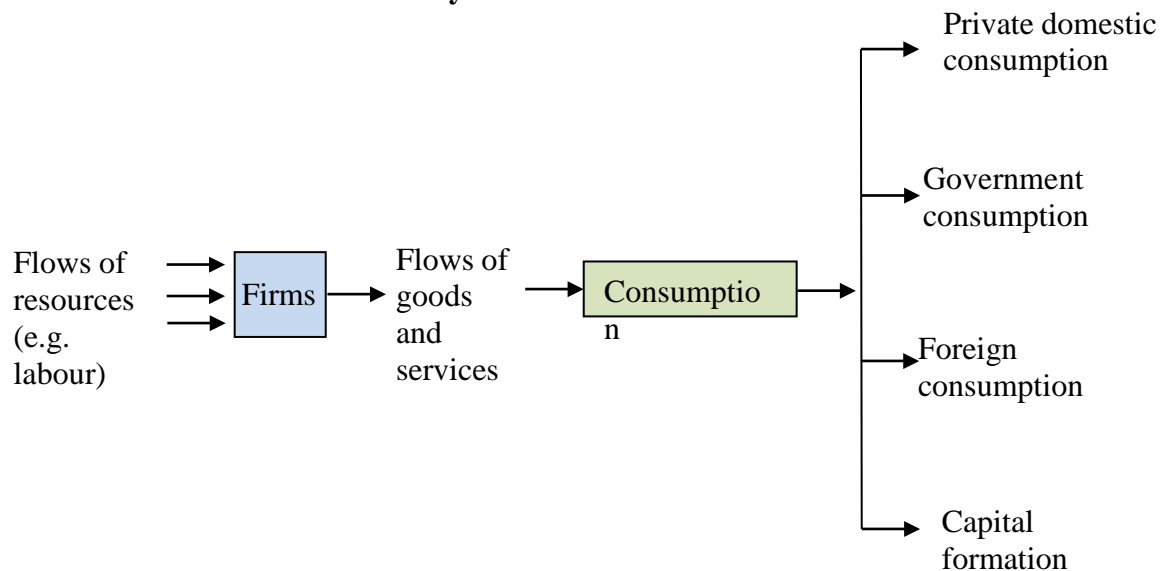 Flows of
resources
(e.g.
labour)
Firms
Flows of
goods
and
services
Consumptio
n
Private domestic
consumption
Government
consumption
Foreign
consumption
Capital
formation